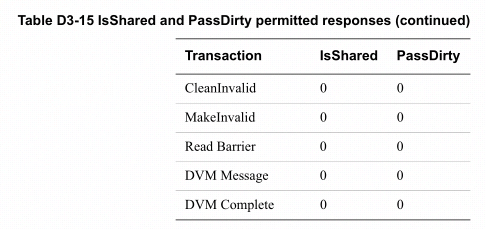 Table D3-15 IsShared and PassDirty permitted responses (continued)
Transaction IsShared PassDirty
CleanInvalid 0 0
MakeInvalid 0 0
Read Barrier 0 0
DVM Message 0 0
DVM Complete 0 0